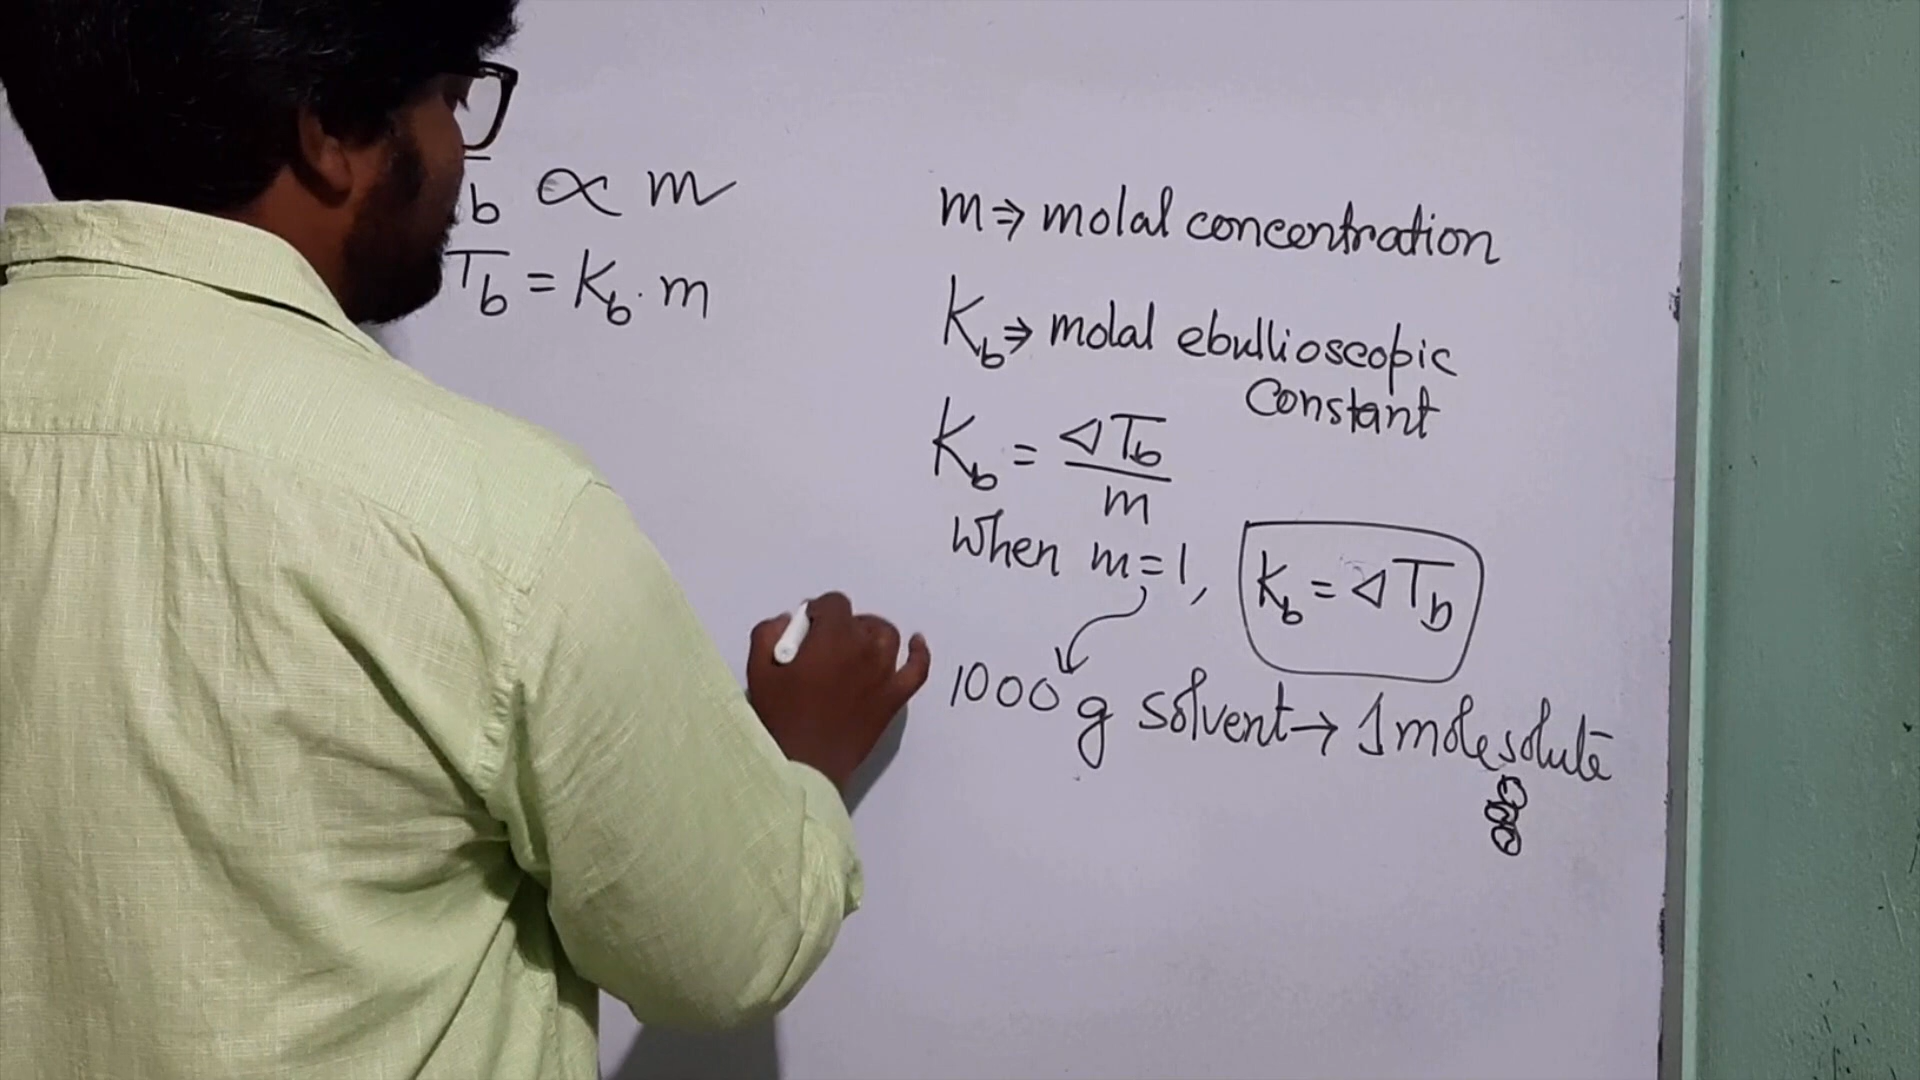 Tb ∝ m
Tb = Kb · m
m ⇒ molal concentration
Kb ⇒ molal ebullioscopic
Constant
Kb = ΔTb / m
When m = 1, Kb = ΔTb
1000 g solvent → 1 mole solute